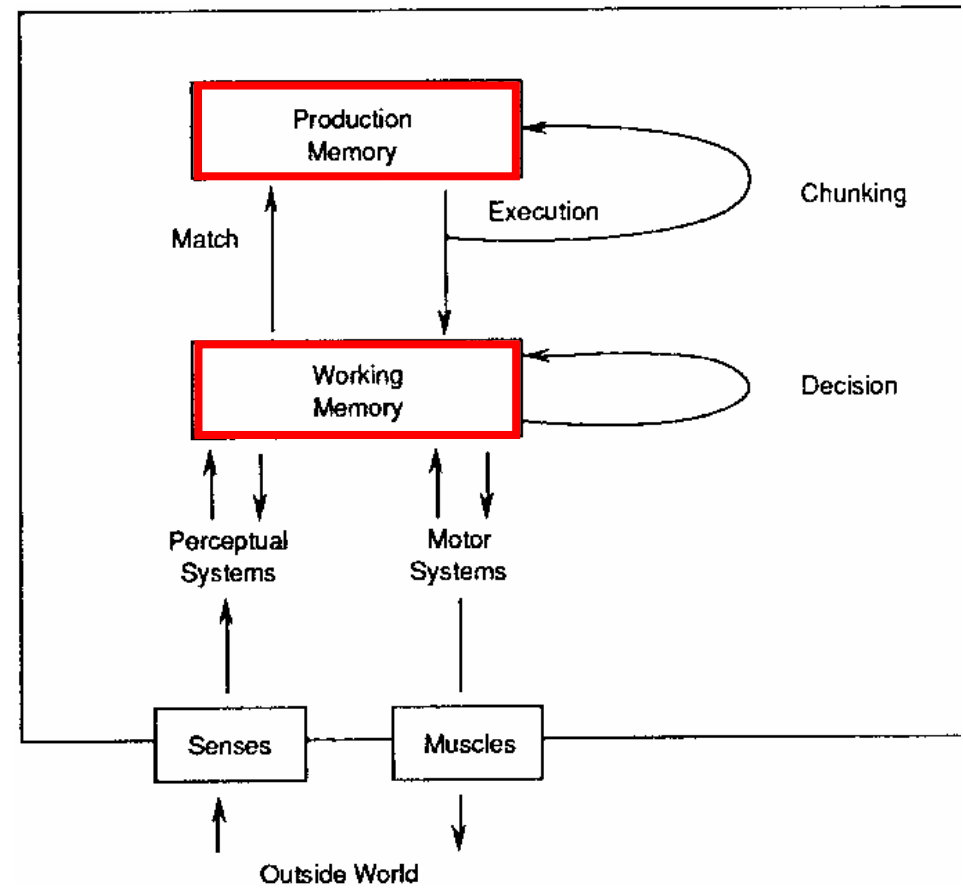 Production
Memory
Chunking
Execution
Match
Working
Memory
Decision
Perceptual
Systems
Motor
Systems
Senses
Muscles
Outside World